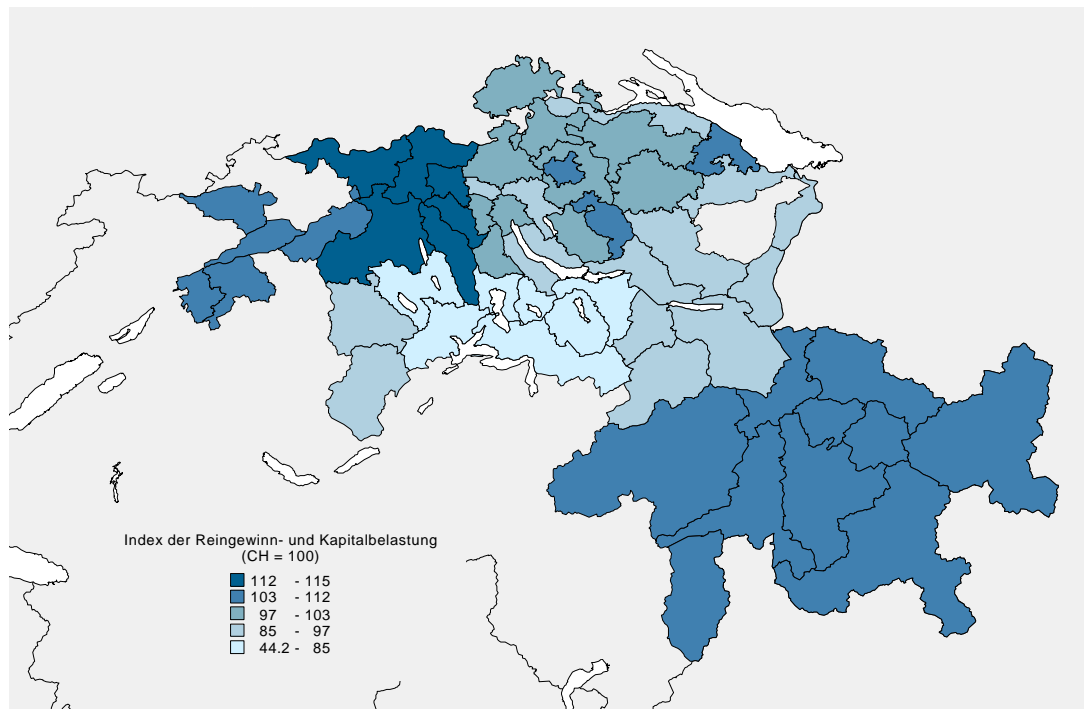 Index der Reingewinn- und Kapitalbelastung
(CH = 100)
112 - 115
103 - 112
97 - 103
85 - 97
44.2 - 85